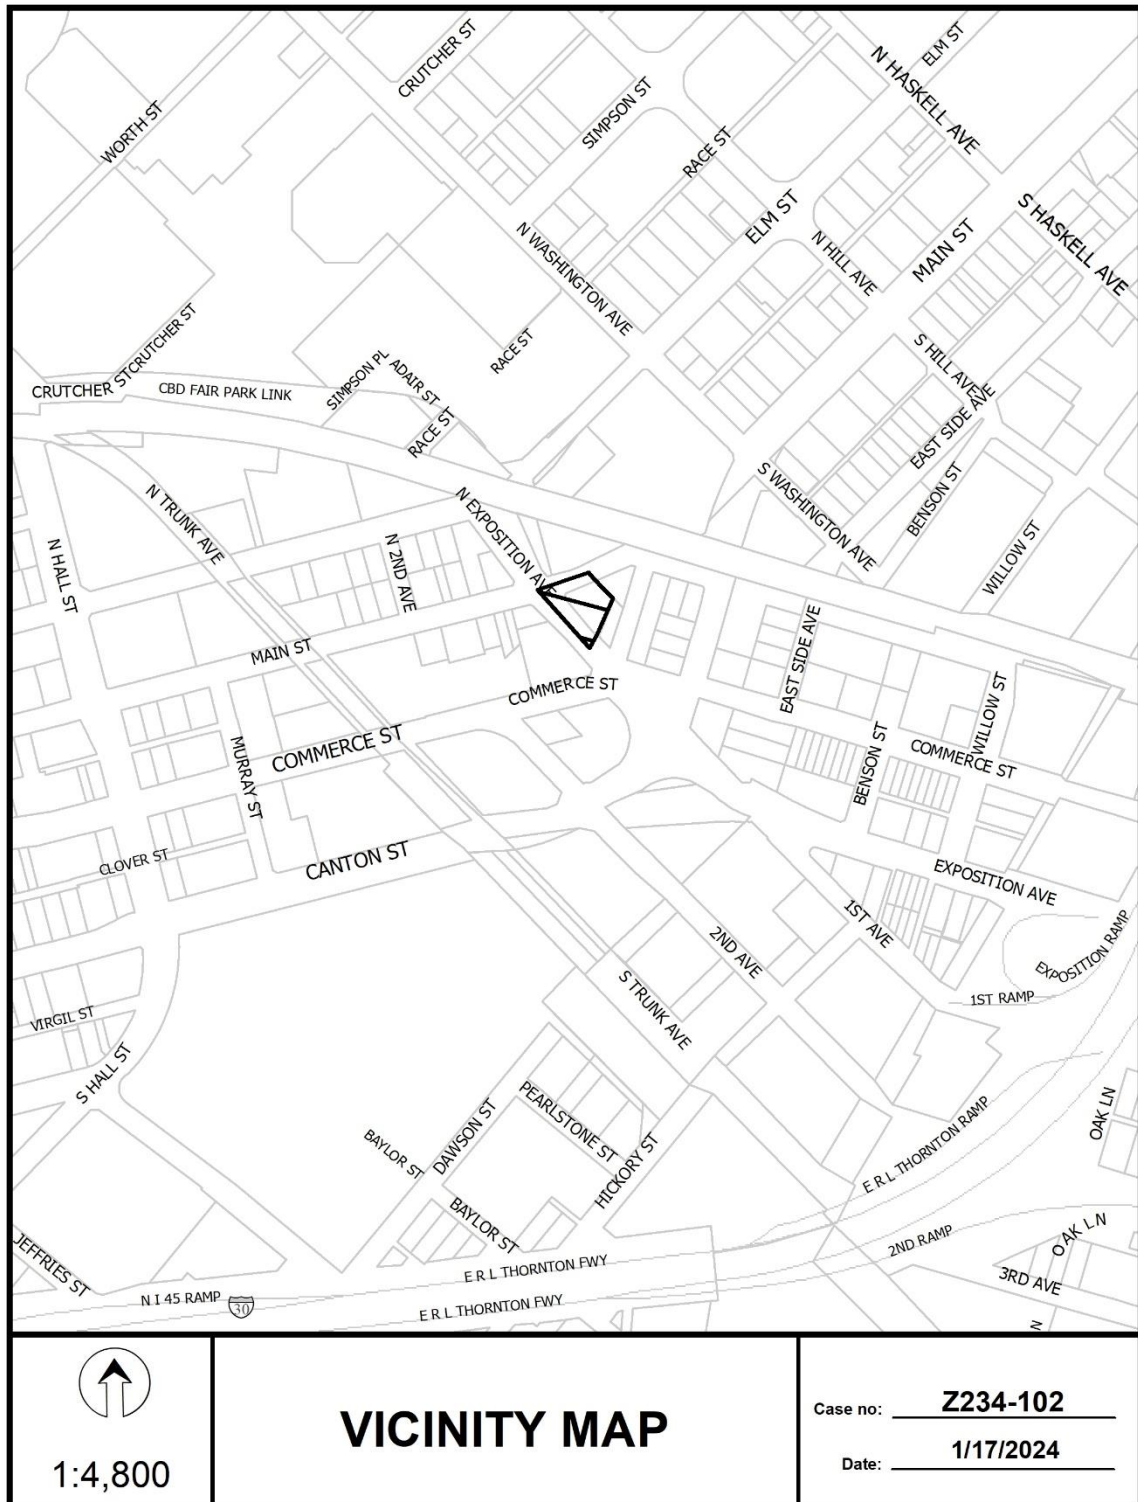 CRUTCHER ST
ELM ST
N HASKELL AVE
WORTH ST
SIMPSON ST
RACE ST
S HASKELL AVE
ELM ST
MAIN ST
N HILL AVE
N WASHINGTON AVE
CRUTCHER ST
RACE ST
S HILL AVE
CRUTCHER ST
CBD FAIR PARK LINK
SIMPSON PL
ADAIR ST
RACE ST
EAST SIDE AVE
N TRUNK AVE
N EXPOSITION AVE
S WASHINGTON AVE
BENSON ST
WILLOW ST
N HALL ST
N 2ND AVE
MAIN ST
EAST SIDE AVE
COMMERCE ST
WILLOW ST
COMMERCE ST
MURRAY ST
BENSON ST
COMMERCE ST
CLOVER ST
CANTON ST
EXPOSITION AVE
1ST AVE
2ND AVE
EXPOSITION RAMP
1ST RAMP
S TRUNK AVE
VIRGIL ST
S HALL ST
PEARLSTONE ST
DAWSON ST
OAK LN
BAYLOR ST
HICKORY ST
E R L THORNTON RAMP
BAYLOR ST
JEFFRIES ST
2ND RAMP
OAK LN
E R L THORNTON FWY
3RD AVE
N I 45 RAMP
30
E R L THORNTON FWY
N
1:4,800
VICINITY MAP
Case no: Z234-102
Date: 1/17/2024